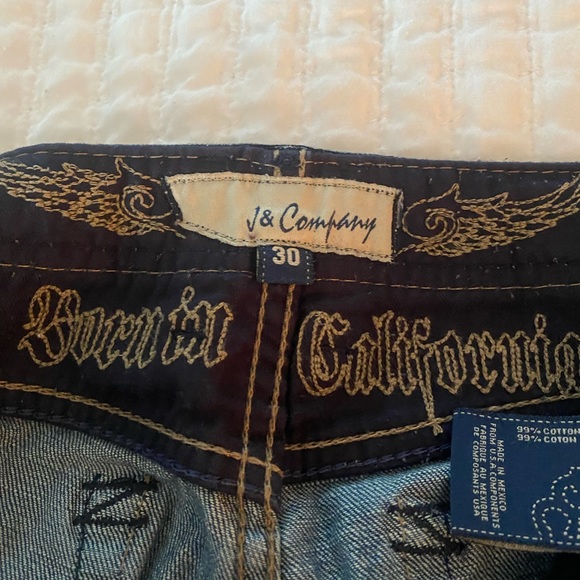 J & Company
30
Born in California
99% COTTON
99% COTON
MADE IN MEXICO
FROM U.S.A COMPONENTS
FABRIQUE AU MEXIQUE
DE COMPOSANTS USA